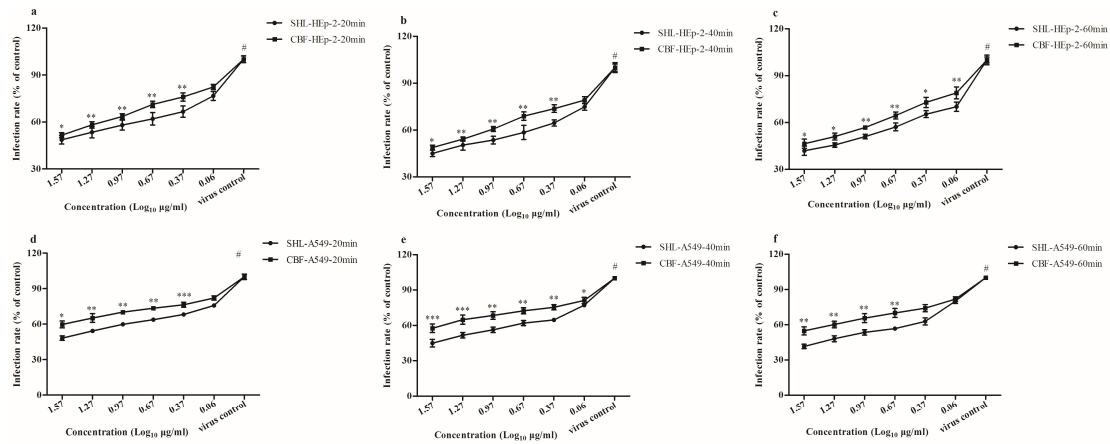 a
SHL-HEp-2-20min
CBF-HEp-2-20min
Infection rate (% of control)
120
90
60
30
* ** ** ** ** #
1.57 1.27 0.97 0.67 0.37 0.06 virus control
Concentration (Log10 μg/ml)
b
SHL-HEp-2-40min
CBF-HEp-2-40min
Infection rate (% of control)
120
90
60
30
* ** ** ** ** #
1.57 1.27 0.97 0.67 0.37 0.06 virus control
Concentration (Log10 μg/ml)
c
SHL-HEp-2-60min
CBF-HEp-2-60min
Infection rate (% of control)
120
90
60
30
* * ** ** * ** #
1.57 1.27 0.97 0.67 0.37 0.06 virus control
Concentration (Log10 μg/ml)
d
SHL-A549-20min
CBF-A549-20min
Infection rate (% of control)
120
90
60
30
0
* ** ** ** *** #
1.57 1.27 0.97 0.67 0.37 0.06 virus control
Concentration (Log10 μg/ml)
e
SHL-A549-40min
CBF-A549-40min
Infection rate (% of control)
120
90
60
30
0
*** *** ** ** ** * #
1.57 1.27 0.97 0.67 0.37 0.06 virus control
Concentration (Log10 μg/ml)
f
SHL-A549-60min
CBF-A549-60min
Infection rate (% of control)
120
90
60
30
0
** ** ** ** #
1.57 1.27 0.97 0.67 0.37 0.06 virus control
Concentration (Log10 μg/ml)